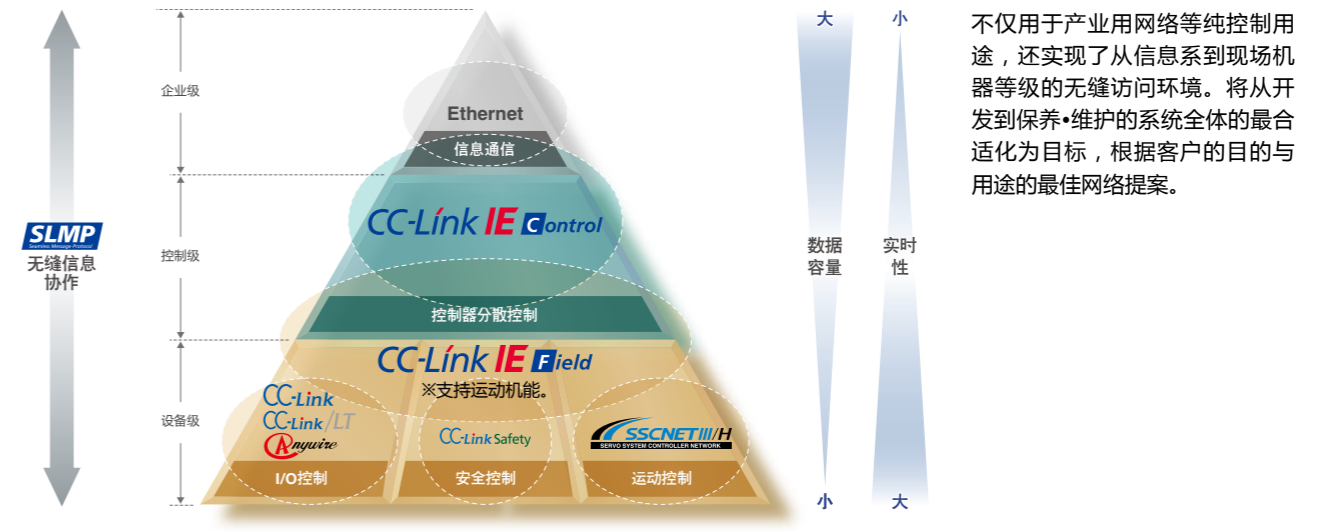 大
小
不仅用于产业用网络等纯控制用
途，还实现了从信息系到现场机
器等级的无缝访问环境。将从开
发到保养•维护的系统全体的最合
适化为目标，根据客户的目的与
用途的最佳网络提案。
企业级
Ethernet
信息通信
SLMP
Seamless Message Protocol
无缝信息
协作
控制级
CC-Link IE Control
数据
容量
实时
性
控制器分散控制
CC-Link IE Field
※支持运动机能。
设备级
CC-Link
CC-Link/LT
Anywire
CC-Link Safety
SSCNETIII/H
SERVO SYSTEM CONTROLLER NETWORK
I/O控制
安全控制
运动控制
小
大